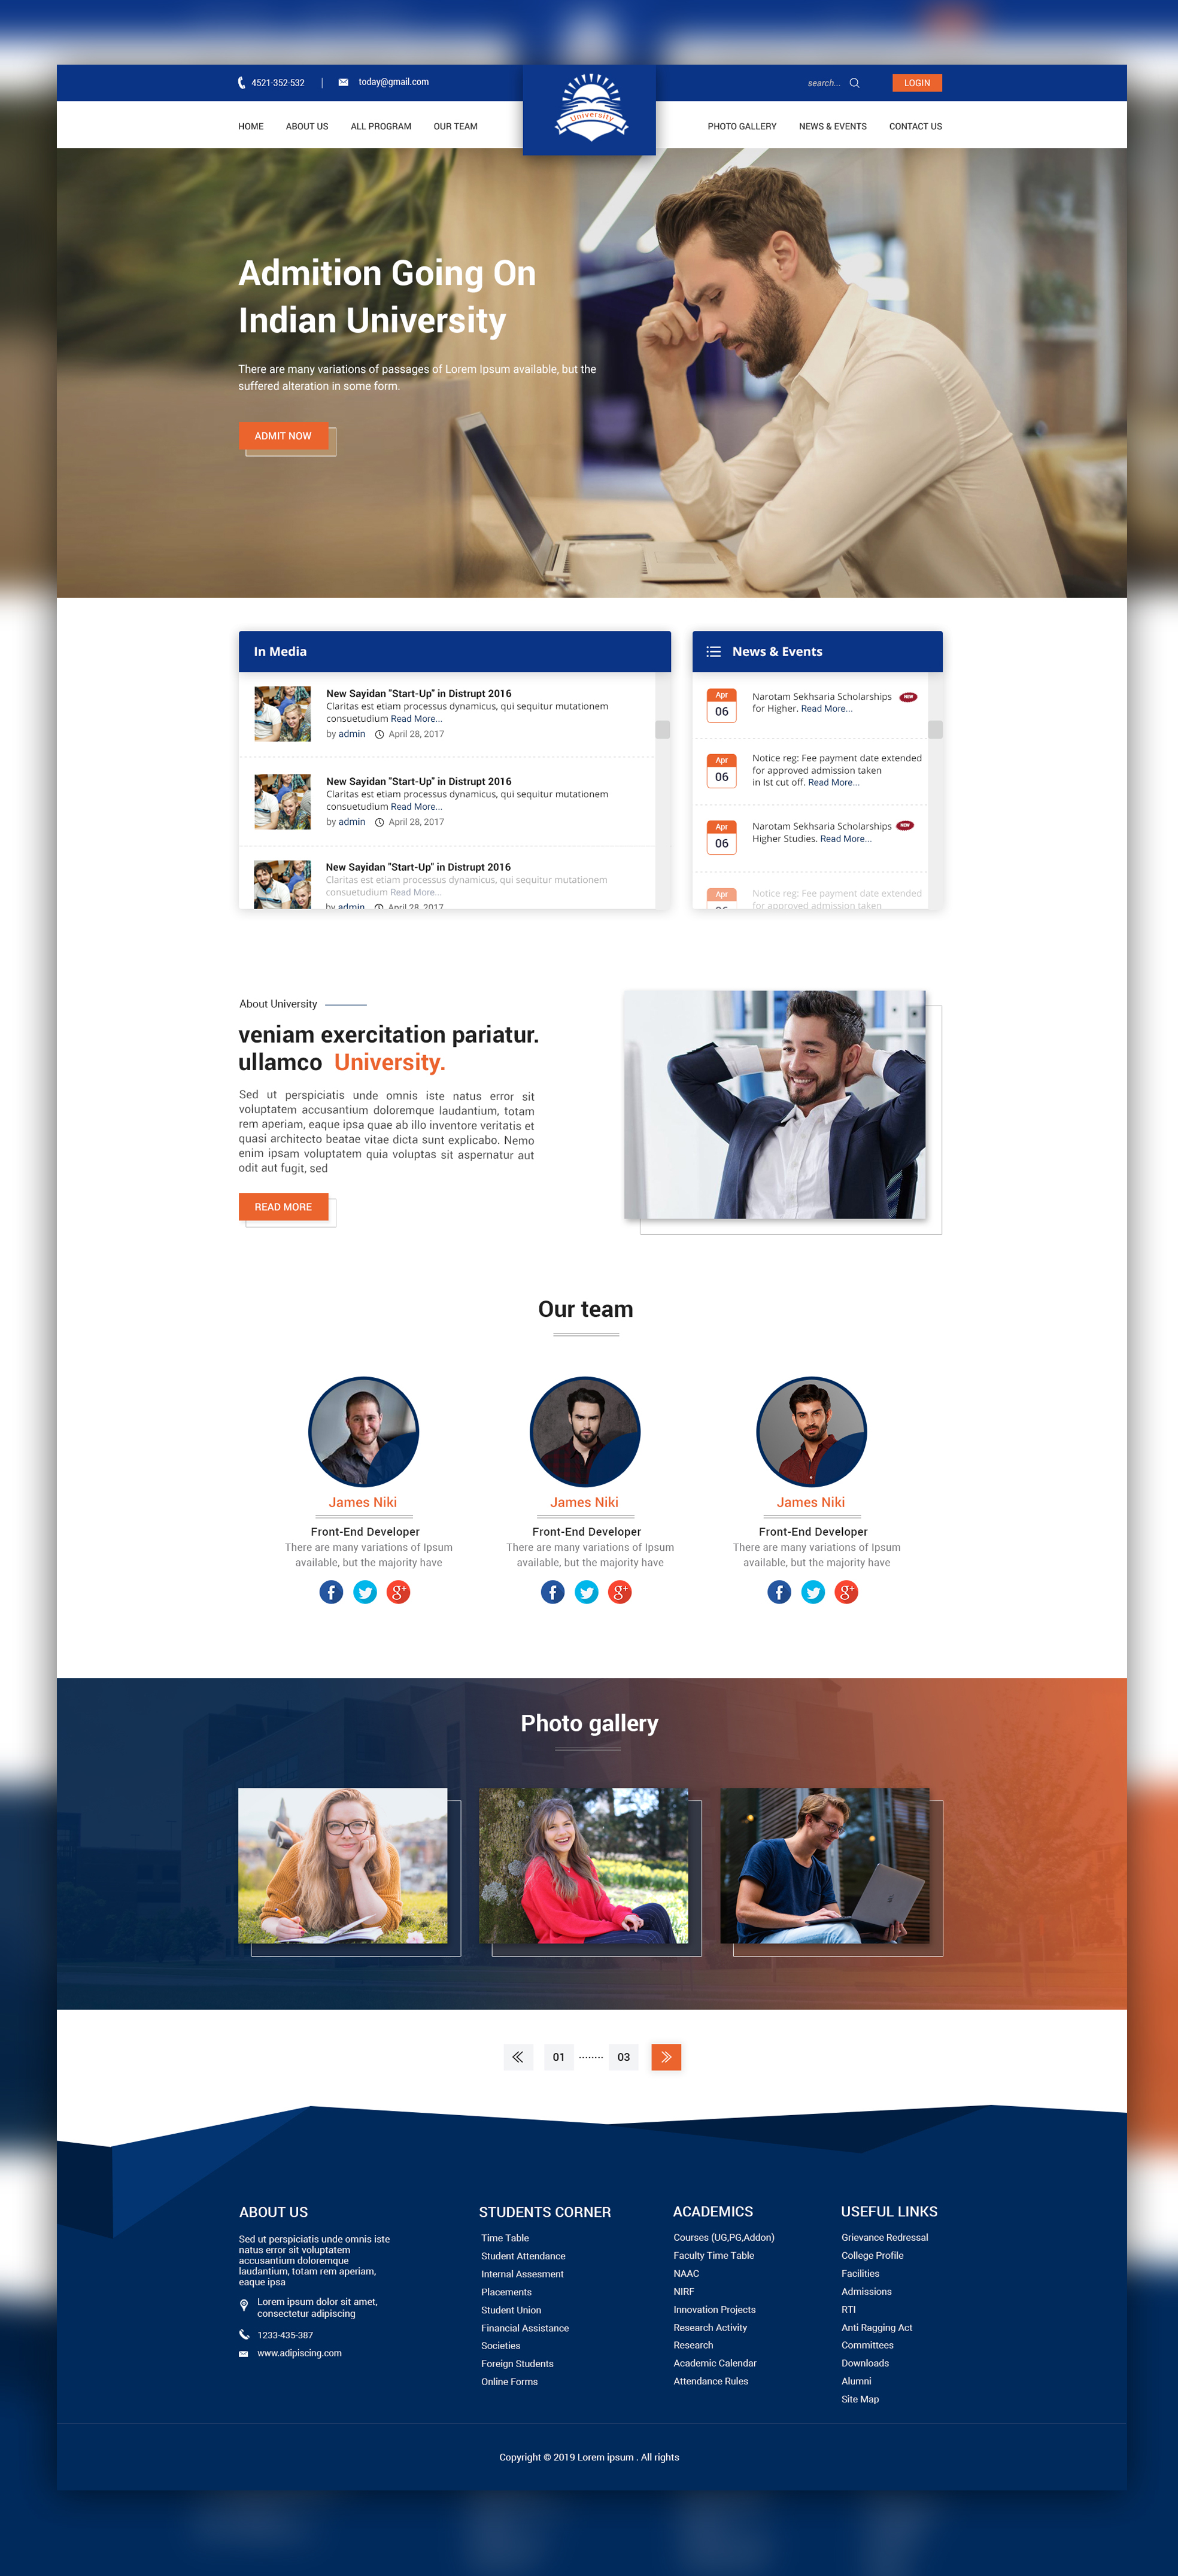 4521-352-532 | today@gmail.com
search...
LOGIN
University
HOME ABOUT US ALL PROGRAM OUR TEAM
PHOTO GALLERY NEWS & EVENTS CONTACT US
Admition Going On
Indian University
There are many variations of passages of Lorem Ipsum available, but the
suffered alteration in some form.
ADMIT NOW
In Media
New Sayidan "Start-Up" in Distrupt 2016
Claritas est etiam processus dynamicus, qui sequitur mutationem
consuetudium Read More...
by admin April 28, 2017
New Sayidan "Start-Up" in Distrupt 2016
Claritas est etiam processus dynamicus, qui sequitur mutationem
consuetudium Read More...
by admin April 28, 2017
New Sayidan "Start-Up" in Distrupt 2016
Claritas est etiam processus dynamicus, qui sequitur mutationem
consuetudium Read More...
by admin April 28, 2017
News & Events
Apr
06
Narotam Sekhsaria Scholarships NEW
for Higher. Read More...
Apr
06
Notice reg: Fee payment date extended
for approved admission taken
in Ist cut off. Read More...
Apr
06
Narotam Sekhsaria Scholarships NEW
Higher Studies. Read More...
Apr
06
Notice reg: Fee payment date extended
for approved admission taken
About University
veniam exercitation pariatur.
ullamco University.
Sed ut perspiciatis unde omnis iste natus error sit
voluptatem accusantium doloremque laudantium, totam
rem aperiam, eaque ipsa quae ab illo inventore veritatis et
quasi architecto beatae vitae dicta sunt explicabo. Nemo
enim ipsam voluptatem quia voluptas sit aspernatur aut
odit aut fugit, sed
READ MORE
Our team
James Niki
Front-End Developer
There are many variations of Ipsum
available, but the majority have
James Niki
Front-End Developer
There are many variations of Ipsum
available, but the majority have
James Niki
Front-End Developer
There are many variations of Ipsum
available, but the majority have
Photo gallery
01 ........ 03
ABOUT US
Sed ut perspiciatis unde omnis iste
natus error sit voluptatem
accusantium doloremque
laudantium, totam rem aperiam,
eaque ipsa
Lorem ipsum dolor sit amet,
consectetur adipiscing
1233-435-387
www.adipiscing.com
STUDENTS CORNER
Time Table
Student Attendance
Internal Assesment
Placements
Student Union
Financial Assistance
Societies
Foreign Students
Online Forms
ACADEMICS
Courses (UG,PG,Addon)
Faculty Time Table
NAAC
NIRF
Innovation Projects
Research Activity
Research
Academic Calendar
Attendance Rules
USEFUL LINKS
Grievance Redressal
College Profile
Facilities
Admissions
RTI
Anti Ragging Act
Committees
Downloads
Alumni
Site Map
Copyright © 2019 Lorem ipsum . All rights